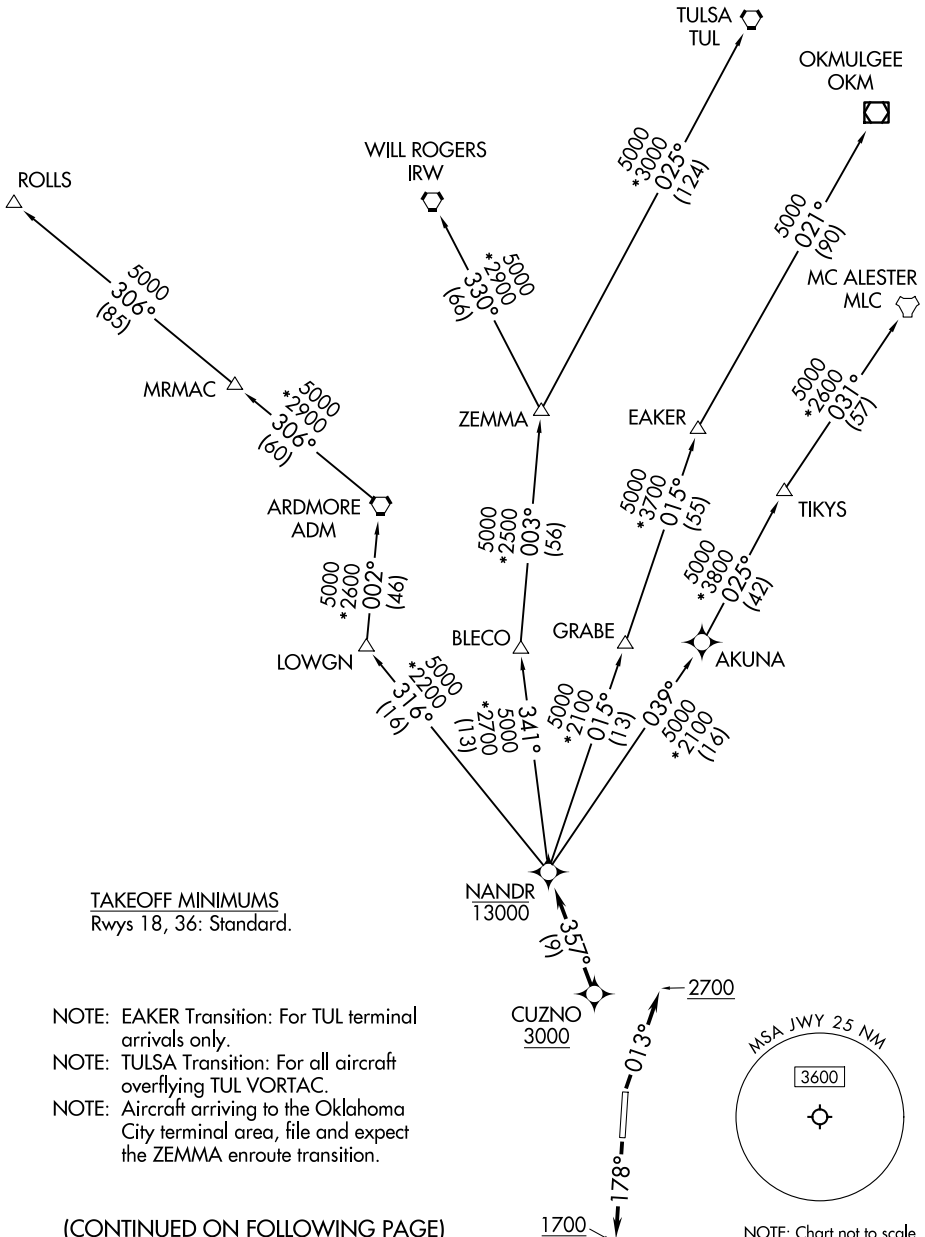 TULSA
TUL
OKMULGEE
OKM
WILL ROGERS
IRW
ROLLS
5000
*3000
025°
(124)
5000
021°
(90)
MC ALESTER
MLC
5000
*2900
330°
(66)
5000
306°
(85)
MRMAC
5000
*2900
306°
(60)
ZEMMA
EAKER
5000
*2600
031°
(57)
ARDMORE
ADM
5000
*2500
003°
(56)
5000
*3700
015°
(55)
TIKYS
5000
*2600
002°
(46)
5000
*3800
025°
(42)
LOWGN
BLECO
GRABE
AKUNA
5000
*2200
316°
(16)
341°
5000
*2700
(13)
5000
*2100
015°
(13)
039°
5000
*2100
(16)
NANDR
13000
TAKEOFF MINIMUMS
Rwys 18, 36: Standard.
357°
(9)
CUZNO
3000
2700
013°
178°
1700
NOTE: EAKER Transition: For TUL terminal
arrivals only.
NOTE: TULSA Transition: For all aircraft
overflying TUL VORTAC.
NOTE: Aircraft arriving to the Oklahoma
City terminal area, file and expect
the ZEMMA enroute transition.
MSA JWY 25 NM
3600
(CONTINUED ON FOLLOWING PAGE)
NOTE: Chart not to scale